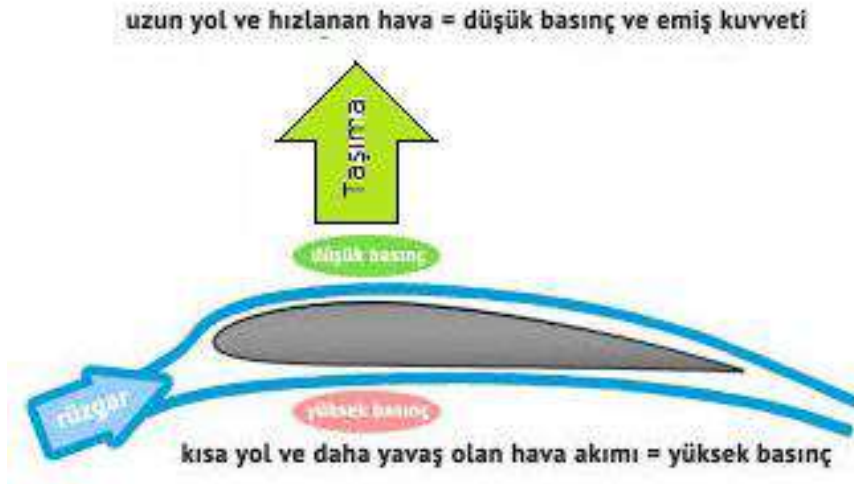 uzun yol ve hızlanan hava = düşük basınç ve emiş kuvveti
Taşıma
düşük basınç
rüzgar
yüksek basınç
kısa yol ve daha yavaş olan hava akımı = yüksek basınç